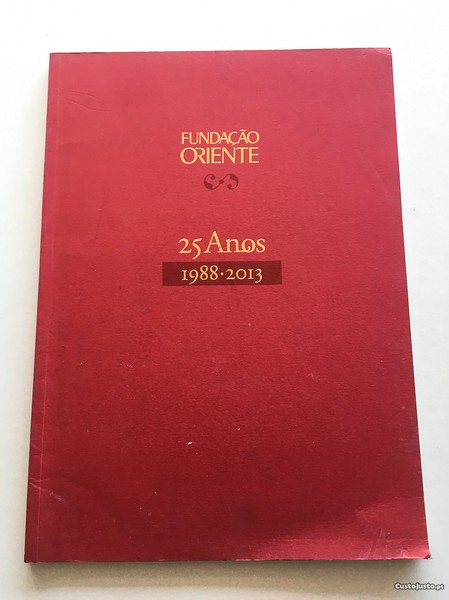 FUNDAÇÃO
ORIENTE
25 Anos
1988·2013
CustoJusto.pt